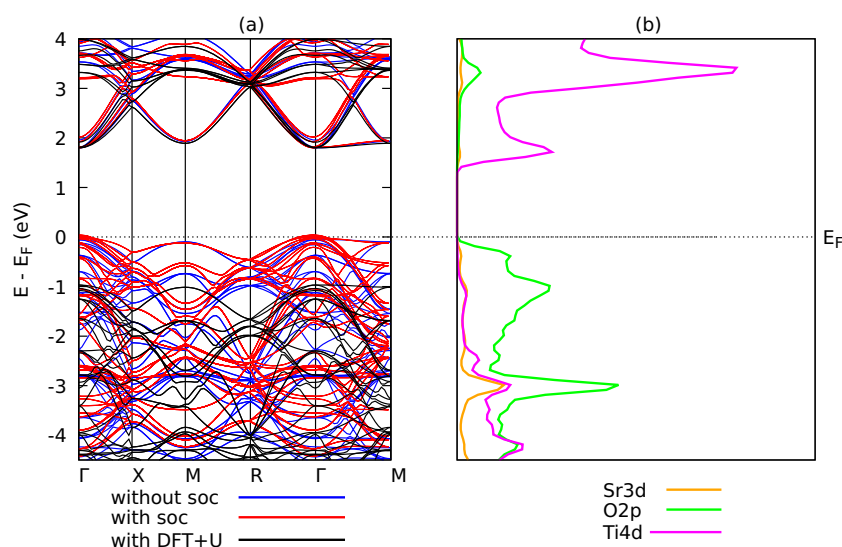 (a)
(b)
4
3
2
1
0
-1
-2
-3
-4
E - E_F (eV)
Γ X M R Γ M
E_F
without soc
with soc
with DFT+U
Sr3d
O2p
Ti4d